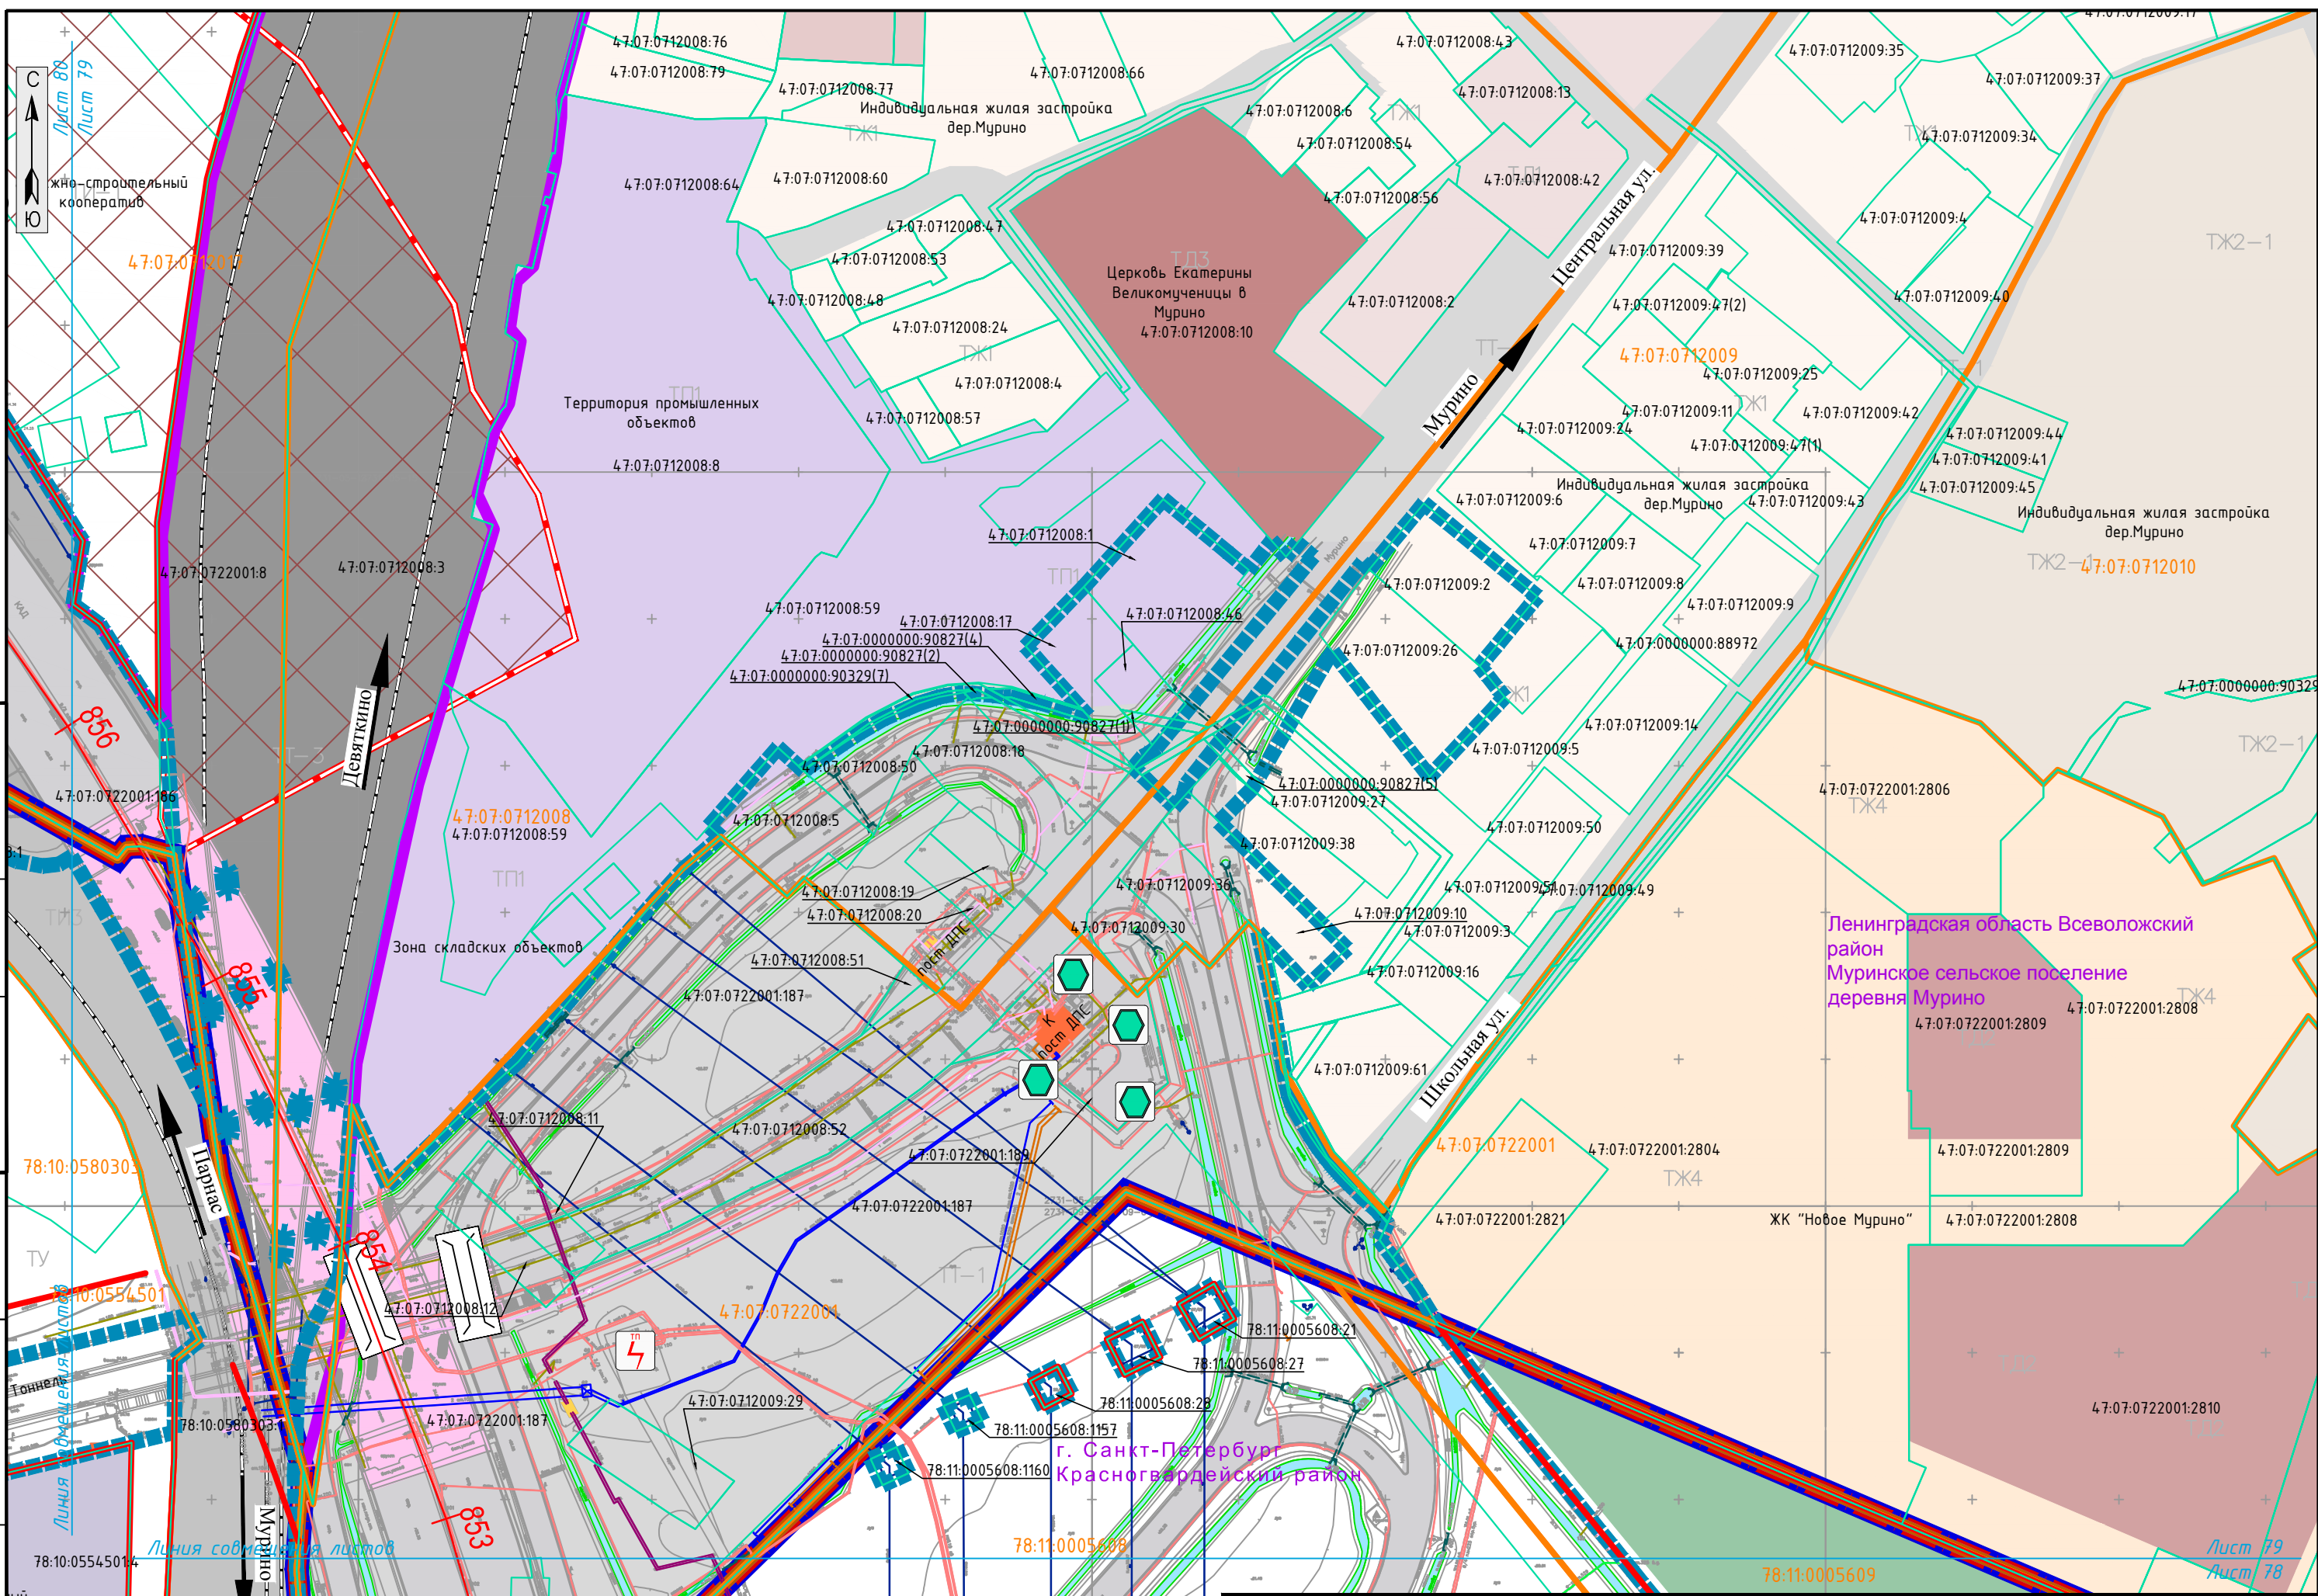 С
Ю
Лист 80
Лист 79
47:07:0712008:76
47:07:0712008:79
47:07:0712008:77
47:07:0712008:66
Индивидуальная жилая застройка
дер.Мурино
ТЖ1
47:07:0712008:43
47:07:0712008:13
47:07:0712008:6
ТЖ1
47:07:0712008:54
47:07:0712008:42
47:07:0712008:56
47:07:0712009:35
47:07:0712009:37
ТЖ1
47:07:0712009:34
47:07:0712009:4
47:07:0712009:40
ТЖ2-1
жно-строительный
кооператив
47:07:0712008:64
47:07:0712008:60
47:07:0712008:47
47:07:0712008:53
47:07:0712008:48
47:07:0712008:24
ТЖ1
47:07:0712008:4
47:07:0712008:57
ТД3
Церковь Екатерины
Великомученицы в
Мурино
47:07:0712008:10
47:07:0712008:2
Центральная ул.
Мурино
47:07:0712009:39
47:07:0712009:47(2)
47:07:0712009
47:07:0712009:25
ТЖ1
47:07:0712009:11
47:07:0712009:42
47:07:0712009:24
47:07:0712009:47(1)
47:07:0712009:44
47:07:0712009:41
47:07:0712009:45
ТП1
Территория промышленных
объектов
47:07:0712008:8
47:07:0712009:6
Индивидуальная жилая застройка
дер.Мурино
47:07:0712009:43
Индивидуальная жилая застройка
дер.Мурино
ТЖ2-1
47:07:0712010
47:07:0722001:8
47:07:0712008:3
47:07:0712008:1
ТП1
47:07:0712008:59
47:07:0712008:17
47:07:0712008:46
47:07:0000000:90827(4)
47:07:0000000:90827(2)
47:07:0000000:90329(7)
47:07:0000000:90827(1)
47:07:0712009:7
47:07:0712009:2
47:07:0712009:8
47:07:0712009:9
47:07:0712009:26
47:07:0000000:88972
47:07:0712009:14
47:07:0712009:5
47:07:0000000:90329
ТЖ2-1
КАД
856
Девяткино
ТТ-3
47:07:0722001:186
47:07:0712008
47:07:0712008:59
ТП1
47:07:0712008:18
47:07:0712008:50
47:07:0712008:5
47:07:0000000:90827(5)
47:07:0712009:27
47:07:0712009:50
47:07:0712009:38
47:07:0722001:2806
ТЖ4
47:07:0712008:19
47:07:0712008:20
пост ДПС
47:07:0712009:36
47:07:0712009:30
47:07:0712009:49
47:07:0712009:10
47:07:0712009:3
47:07:0712009:16
Зона складских объектов
47:07:0712008:51
47:07:0722001:187
К
пост ДПС
855
Ленинградская область Всеволожский
район
Муринское сельское поселение
деревня Мурино
ТЖ4
47:07:0722001:2808
47:07:0722001:2809
47:07:0712009:61
Школьная ул.
47:07:0712008:11
47:07:0712008:52
47:07:0722001:189
47:07:0722001
47:07:0722001:2804
47:07:0722001:2809
ТЖ4
78:10:0580303
Парнас
47:07:0722001:187
47:07:0722001:2821
ЖК "Новое Мурино"
47:07:0722001:2808
ТУ
854
ТТ-1
78:10:0554501
47:07:0712008:12
47:07:0722001
ТП
78:11:0005608:21
78:11:0005608:27
Тоннель
47:07:0712009:29
78:11:0005608:28
78:10:0580303:
47:07:0722001:187
78:11:0005608:1157
г. Санкт-Петербург
Красногвардейский район
78:11:0005608:1160
47:07:0722001:2810
853
Мурино
Линия совмещения листов
Линия совмещения листов
78:10:0554501:4
78:11:0005608
78:11:0005609
Лист 79
Лист 78